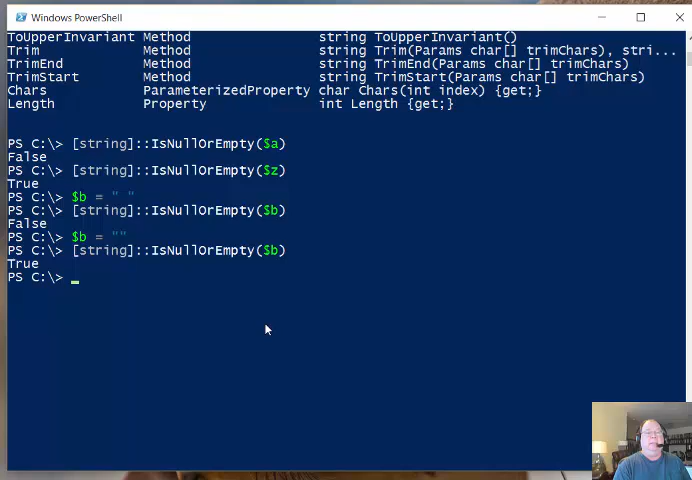 Windows PowerShell
ToUpperInvariant Method string ToUpperInvariant()
Trim Method string Trim(Params char[] trimChars), stri...
TrimEnd Method string TrimEnd(Params char[] trimChars)
TrimStart Method string TrimStart(Params char[] trimChars)
Chars ParameterizedProperty char Chars(int index) {get;}
Length Property int Length {get;}
PS C:\> [string]::IsNullOrEmpty($a)
False
PS C:\> [string]::IsNullOrEmpty($z)
True
PS C:\> $b = " "
PS C:\> [string]::IsNullOrEmpty($b)
False
PS C:\> $b = ""
PS C:\> [string]::IsNullOrEmpty($b)
True
PS C:\>